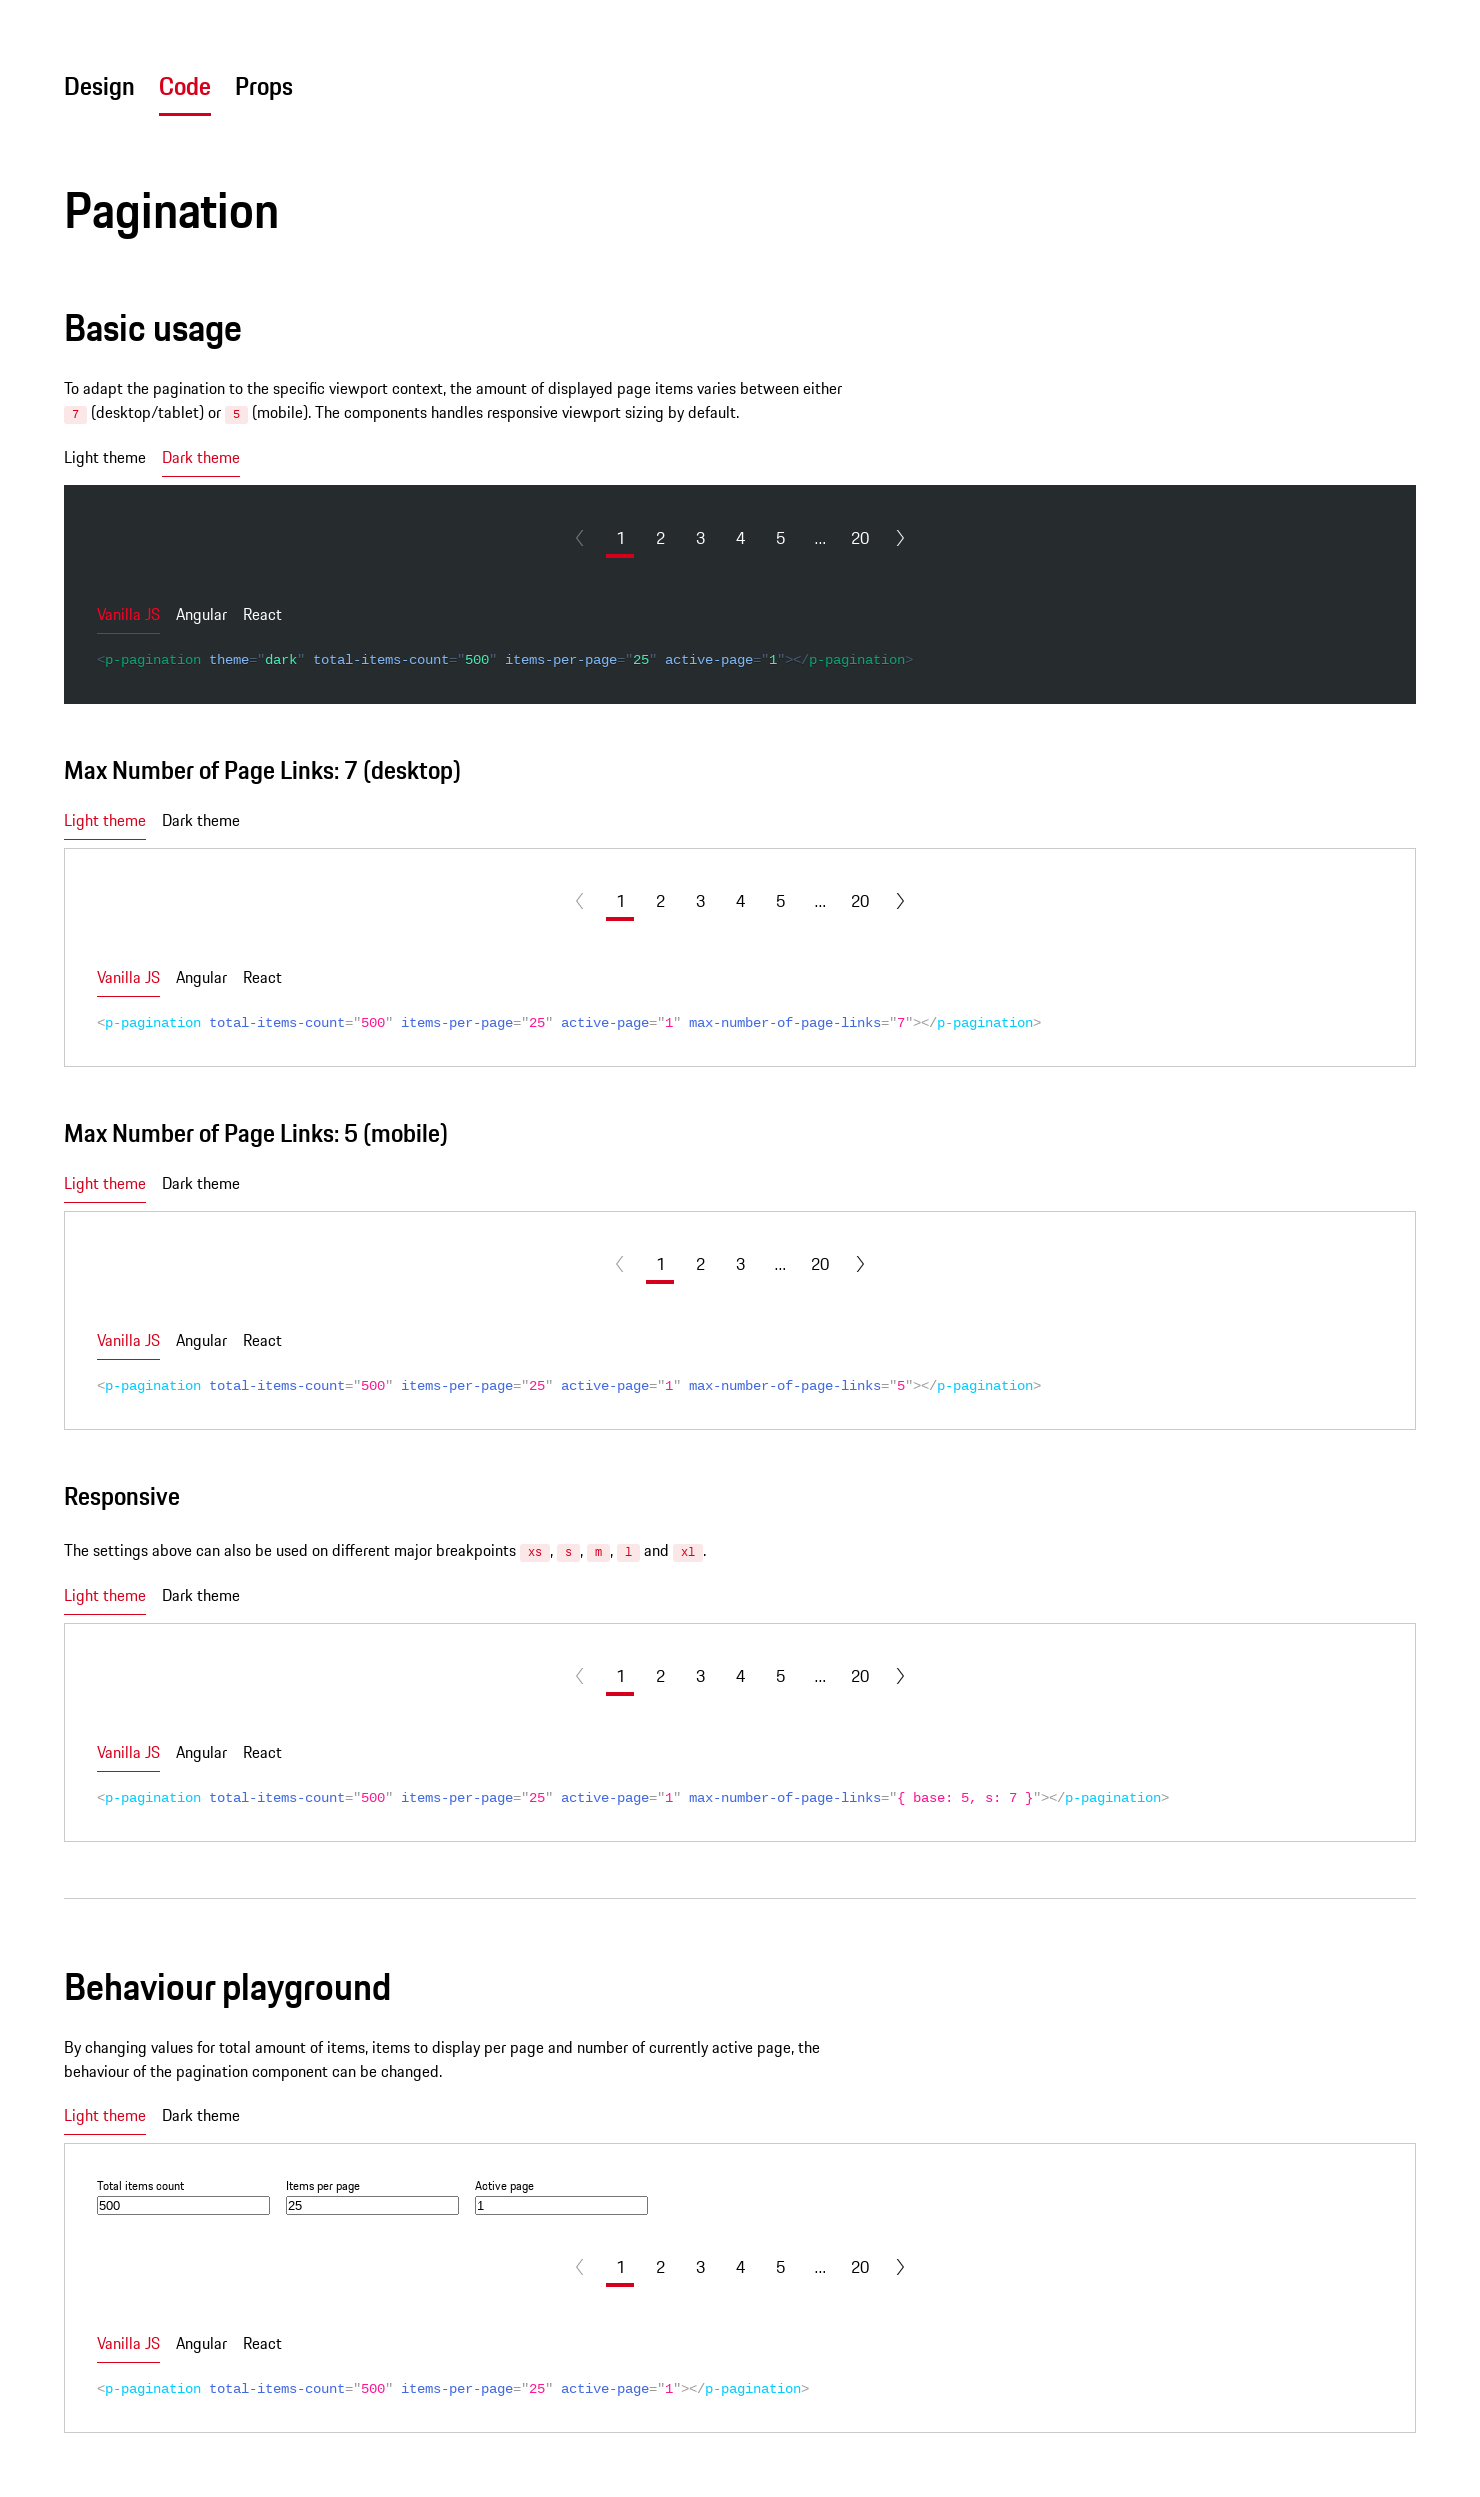 Design Code Props
Pagination
Basic usage
To adapt the pagination to the specific viewport context, the amount of displayed page items varies between either
7 (desktop/tablet) or 5 (mobile). The components handles responsive viewport sizing by default.
Light theme Dark theme
1 2 3 4 5 ... 20
Vanilla JS Angular React
<p-pagination theme="dark" total-items-count="500" items-per-page="25" active-page="1"></p-pagination>
Max Number of Page Links: 7 (desktop)
Light theme Dark theme
1 2 3 4 5 ... 20
Vanilla JS Angular React
<p-pagination total-items-count="500" items-per-page="25" active-page="1" max-number-of-page-links="7"></p-pagination>
Max Number of Page Links: 5 (mobile)
Light theme Dark theme
1 2 3 ... 20
Vanilla JS Angular React
<p-pagination total-items-count="500" items-per-page="25" active-page="1" max-number-of-page-links="5"></p-pagination>
Responsive
The settings above can also be used on different major breakpoints xs, s, m, l and xl.
Light theme Dark theme
1 2 3 4 5 ... 20
Vanilla JS Angular React
<p-pagination total-items-count="500" items-per-page="25" active-page="1" max-number-of-page-links="{ base: 5, s: 7 }"></p-pagination>
Behaviour playground
By changing values for total amount of items, items to display per page and number of currently active page, the
behaviour of the pagination component can be changed.
Light theme Dark theme
Total items count Items per page Active page
500 25 1
1 2 3 4 5 ... 20
Vanilla JS Angular React
<p-pagination total-items-count="500" items-per-page="25" active-page="1"></p-pagination>